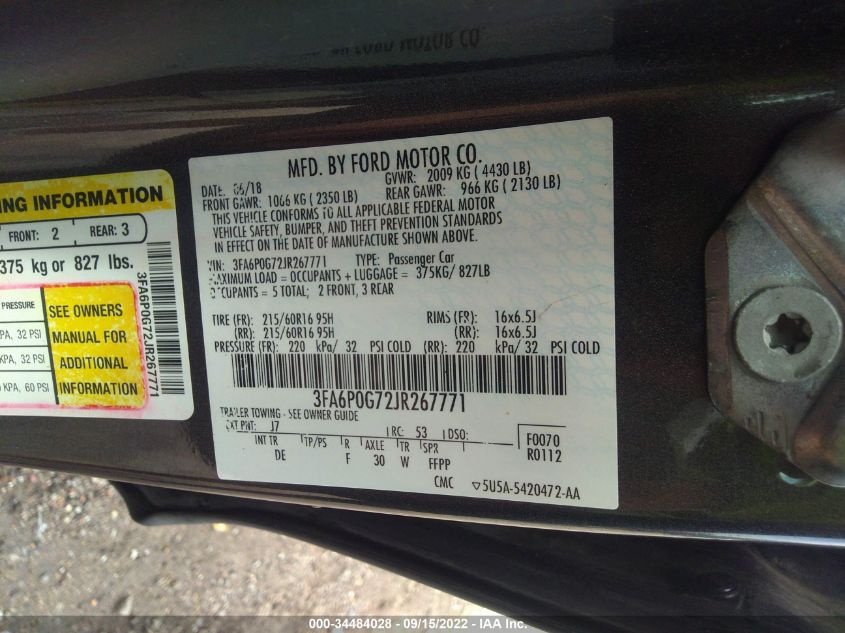 MFD. BY FORD MOTOR CO.
DATE: 06/18 GVWR: 2009 KG ( 4430 LB)
FRONT GAWR: 1066 KG ( 2350 LB) REAR GAWR: 966 KG ( 2130 LB)
THIS VEHICLE CONFORMS TO ALL APPLICABLE FEDERAL MOTOR
VEHICLE SAFETY, BUMPER, AND THEFT PREVENTION STANDARDS
IN EFFECT ON THE DATE OF MANUFACTURE SHOWN ABOVE.
VIN: 3FA6P0G72JR267771 TYPE: Passenger Car
MAXIMUM LOAD = OCCUPANTS + LUGGAGE = 375KG/ 827LB
OCCUPANTS = 5 TOTAL; 2 FRONT, 3 REAR
TIRE (FR): 215/60R16 95H RIMS (FR): 16x6.5J
(RR): 215/60R16 95H (RR): 16x6.5J
PRESSURE (FR): 220 kPa/ 32 PSI COLD (RR): 220 kPa/ 32 PSI COLD
3FA6P0G72JR267771
TRAILER TOWING - SEE OWNER GUIDE
EXT PNT: J7 RC: 53 DSO: F0070
INT TR TP/PS R AXLE TR SPR R0112
DE F 30 W FFPP
CMC 5U5A-5420472-AA
ING INFORMATION
FRONT: 2 REAR: 3
375 kg or 827 lbs.
PRESSURE
KPA, 32 PSI
KPA, 32 PSI
KPA, 60 PSI
SEE OWNERS
MANUAL FOR
ADDITIONAL
INFORMATION
3FA6P0G72JR267771
000-34484028 - 09/15/2022 - IAA Inc.